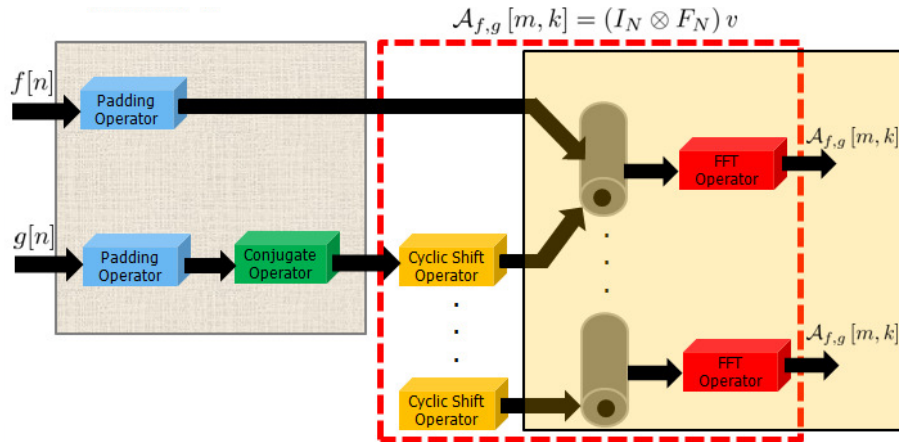 𝒜_{f,g} [m, k] = (I_N ⊗ F_N) v
f[n]
Padding
Operator
FFT
Operator
𝒜_{f,g} [m, k]
g[n]
Padding
Operator
Conjugate
Operator
Cyclic Shift
Operator
FFT
Operator
𝒜_{f,g} [m, k]
Cyclic Shift
Operator